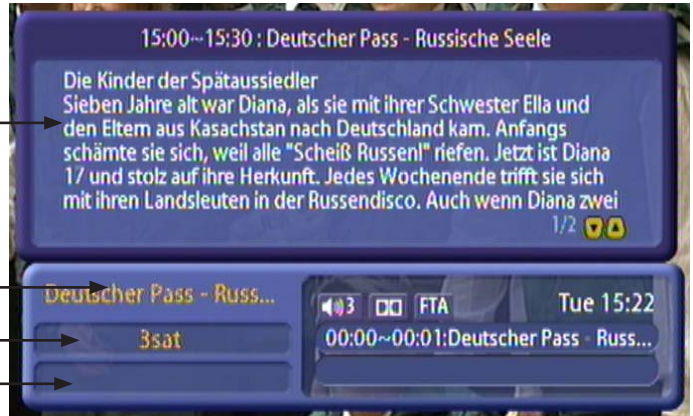 15:00~15:30 : Deutscher Pass - Russische Seele
Die Kinder der Spätaussiedler
Sieben Jahre alt war Diana, als sie mit ihrer Schwester Ella und
den Eltern aus Kasachstan nach Deutschland kam. Anfangs
schämte sie sich, weil alle "Scheiß Russenl" riefen. Jetzt ist Diana
17 und stolz auf ihre Herkunft. Jedes Wochenende trifft sie sich
mit ihren Landsleuten in der Russendisco. Auch wenn Diana zwei
1/2
Deutscher Pass - Russ...
3sat
3 FTA Tue 15:22
00:00~00:01:Deutscher Pass - Russ...